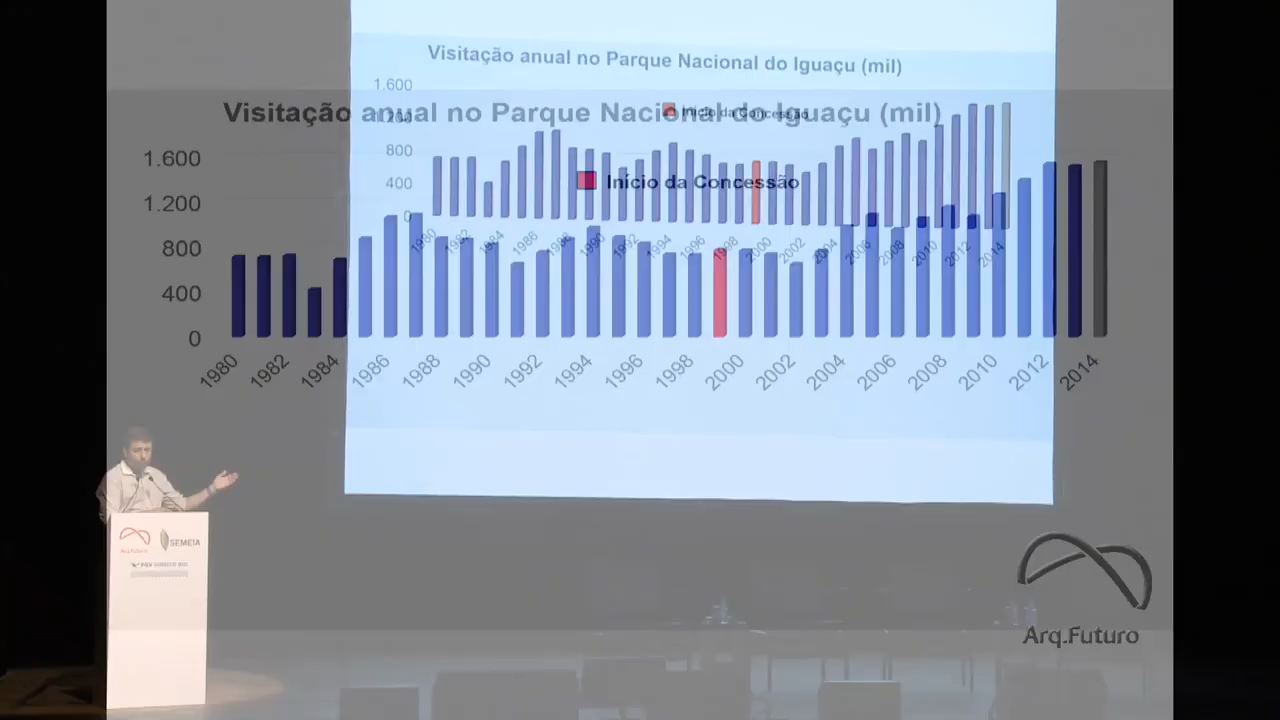 Visitação anual no Parque Nacional do Iguaçu (mil)
1.600
1.200
800
400
0
Início da Concessão
1980 1982 1984 1986 1988 1990 1992 1994 1996 1998 2000 2002 2004 2006 2008 2010 2012 2014
Visitação anual no Parque Nacional do Iguaçu (mil)
1.600
1.200
800
400
0
Início da Concessão
1980 1982 1984 1986 1988 1990 1992 1994 1996 1998 2000 2002 2004 2006 2008 2010 2012 2014
Arq.Futuro
SEMEIA
Arq.Futuro